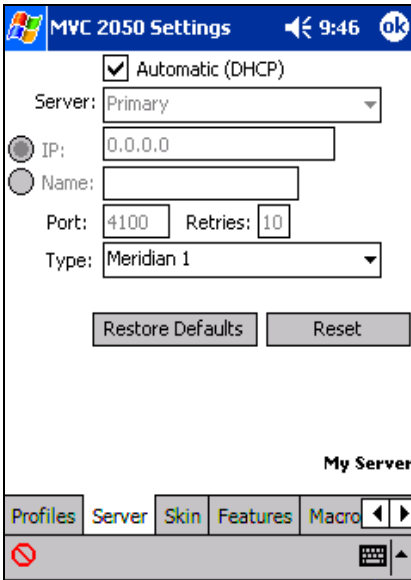 MVC 2050 Settings 9:46 ok
Automatic (DHCP)
Server: Primary
IP: 0.0.0.0
Name:
Port: 4100 Retries: 10
Type: Meridian 1
Restore Defaults Reset
My Server
Profiles Server Skin Features Macro